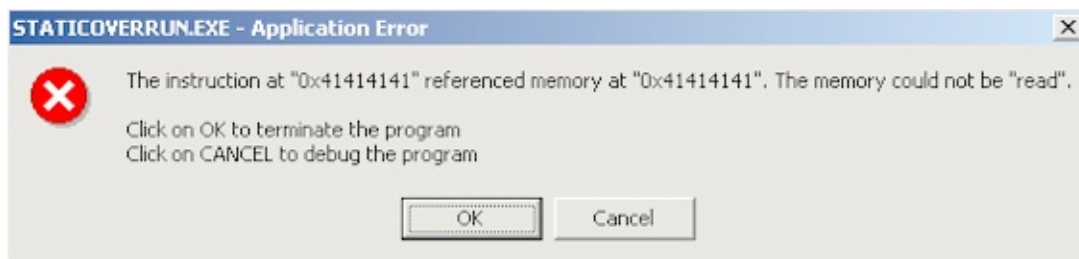 STATICOVERRUN.EXE - Application Error
The instruction at "0x41414141" referenced memory at "0x41414141". The memory could not be "read".
Click on OK to terminate the program
Click on CANCEL to debug the program
OK Cancel